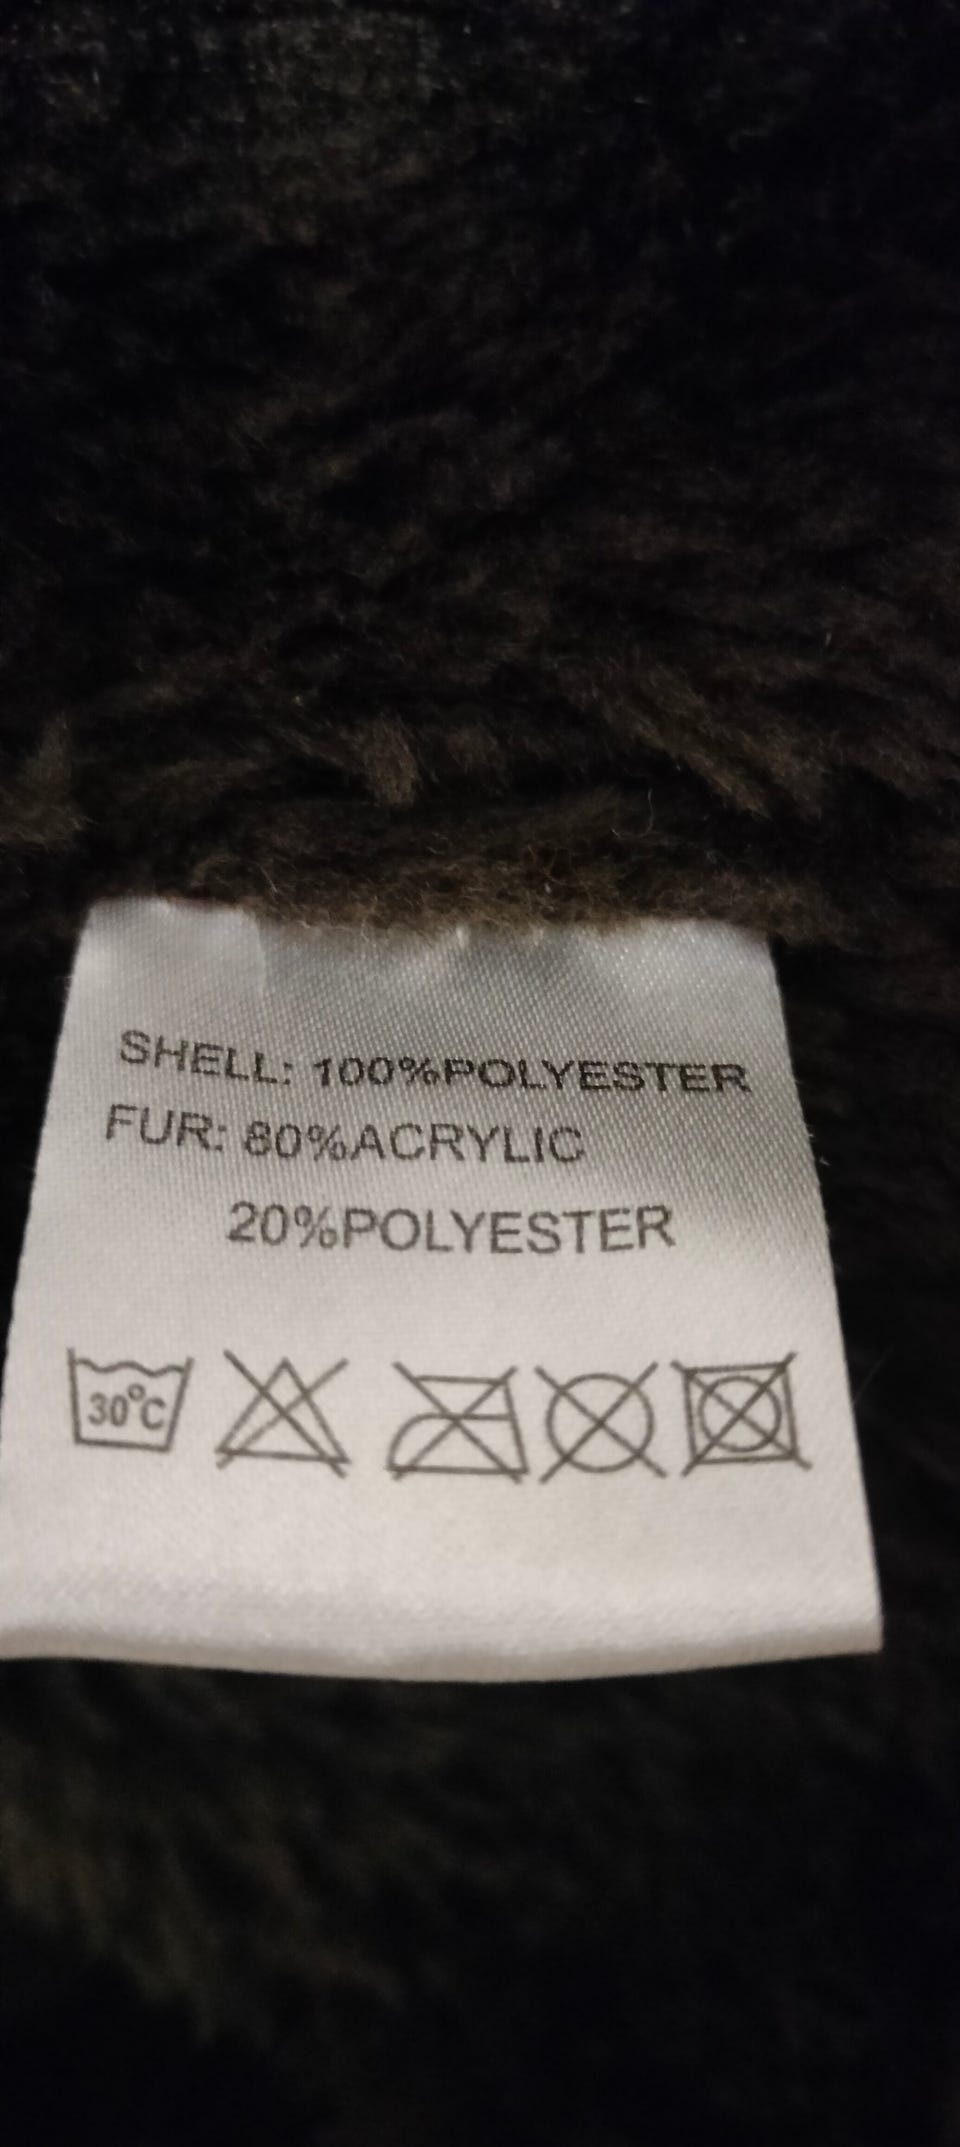 SHELL: 100%POLYESTER
FUR: 80%ACRYLIC
20%POLYESTER
30°C